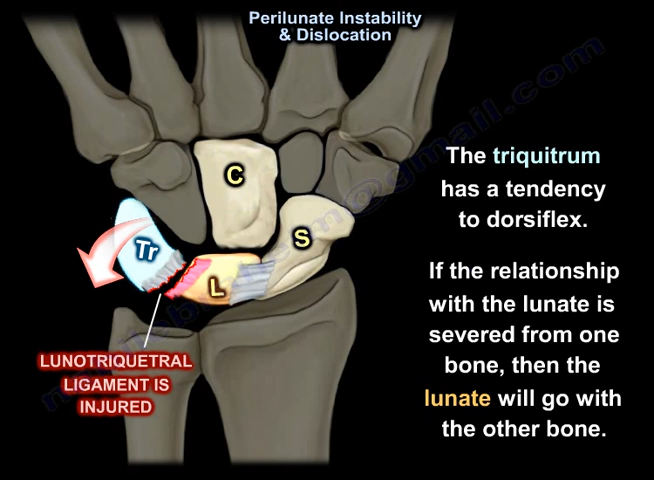 Perilunate Instability
& Dislocation
The triquitrum
has a tendency
to dorsiflex.
C
S
Tr
L
If the relationship
with the lunate is
severed from one
bone, then the
lunate will go with
the other bone.
LUNOTRIQUETRAL
LIGAMENT IS
INJURED